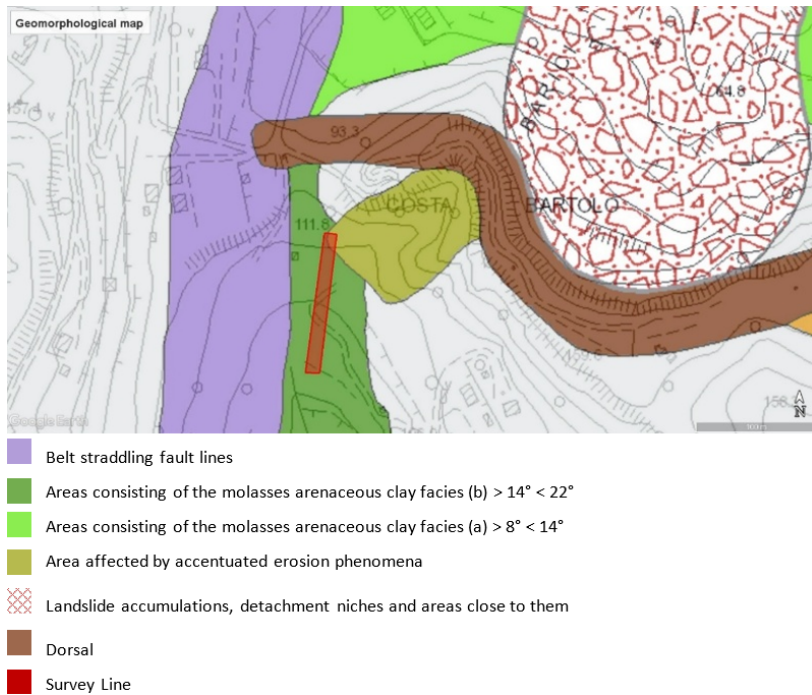 Geomorphological map
93.3
64.8
BARICI
COSTA
BARTOLO
111.8
Google Earth
N
Belt straddling fault lines
Areas consisting of the molasses arenaceous clay facies (b) > 14° < 22°
Areas consisting of the molasses arenaceous clay facies (a) > 8° < 14°
Area affected by accentuated erosion phenomena
Landslide accumulations, detachment niches and areas close to them
Dorsal
Survey Line